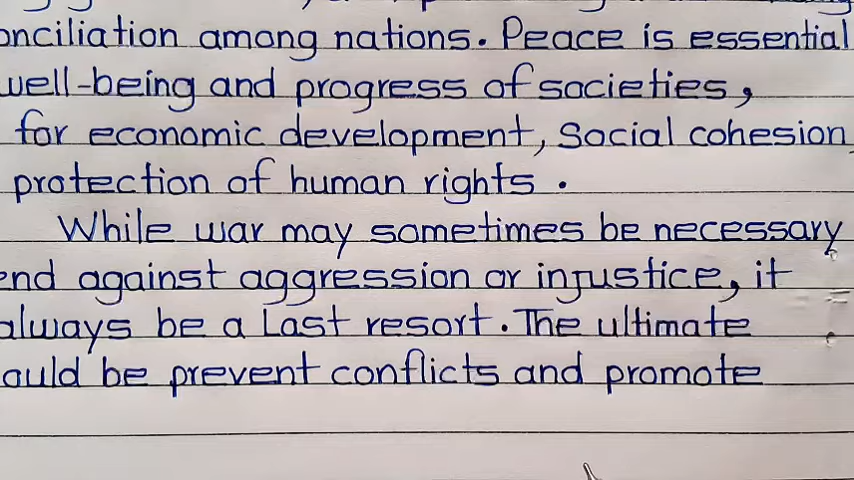 onciliation among nations. Peace is essential
well-being and progress of societies,
for economic development, Social cohesion
protection of human rights.
While war may sometimes be necessary
end against aggression or injustice, it
always be a Last resort. The ultimate
ould be prevent conflicts and promote